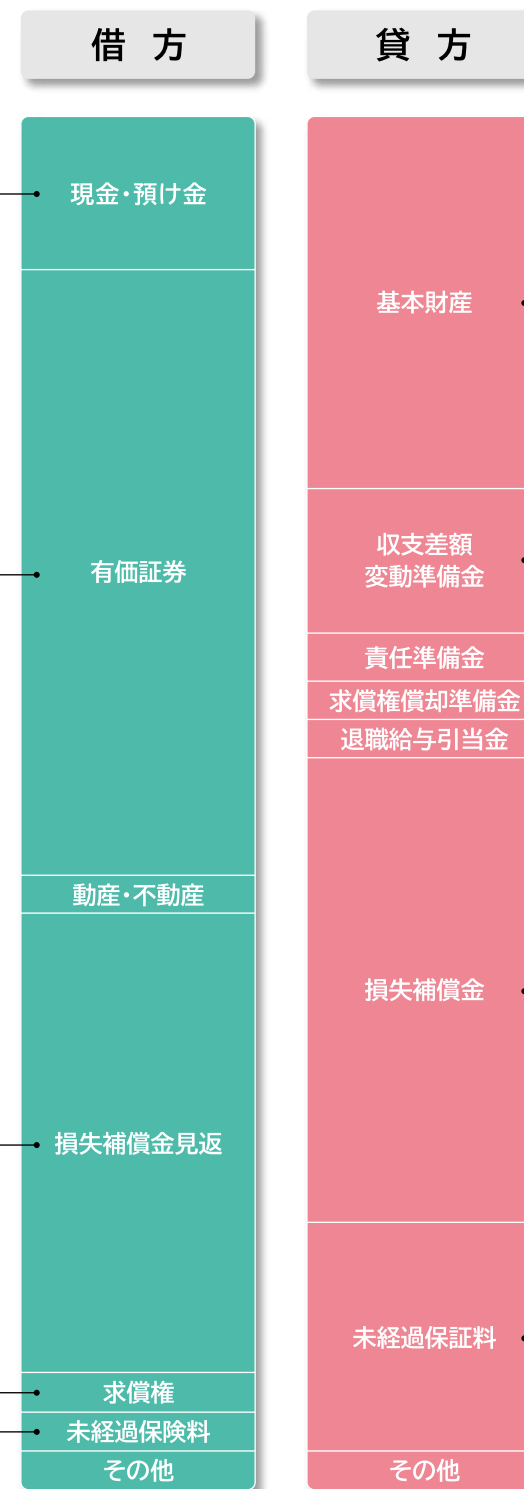 借方
現金・預け金
有価証券
動産・不動産
損失補償金見返
求償権
未経過保険料
その他
貸方
基本財産
収支差額
変動準備金
責任準備金
求償権償却準備金
退職給与引当金
損失補償金
未経過保証料
その他